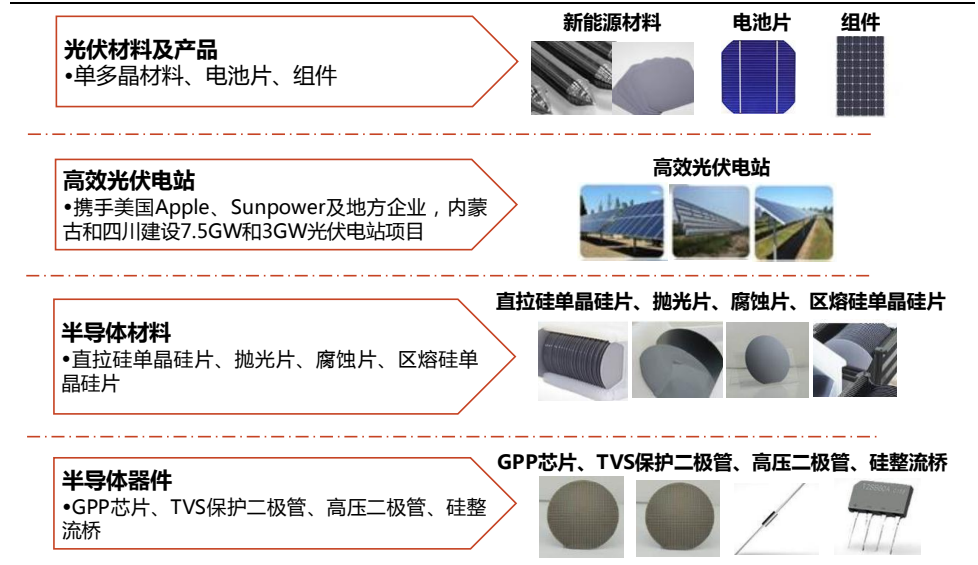 新能源材料 电池片 组件
光伏材料及产品
•单多晶材料、电池片、组件
高效光伏电站
高效光伏电站
•携手美国Apple、Sunpower及地方企业，内蒙
古和四川建设7.5GW和3GW光伏电站项目
直拉硅单晶硅片、抛光片、腐蚀片、区熔硅单晶硅片
半导体材料
•直拉硅单晶硅片、抛光片、腐蚀片、区熔硅单
晶硅片
GPP芯片、TVS保护二极管、高压二极管、硅整流桥
半导体器件
•GPP芯片、TVS保护二极管、高压二极管、硅整
流桥